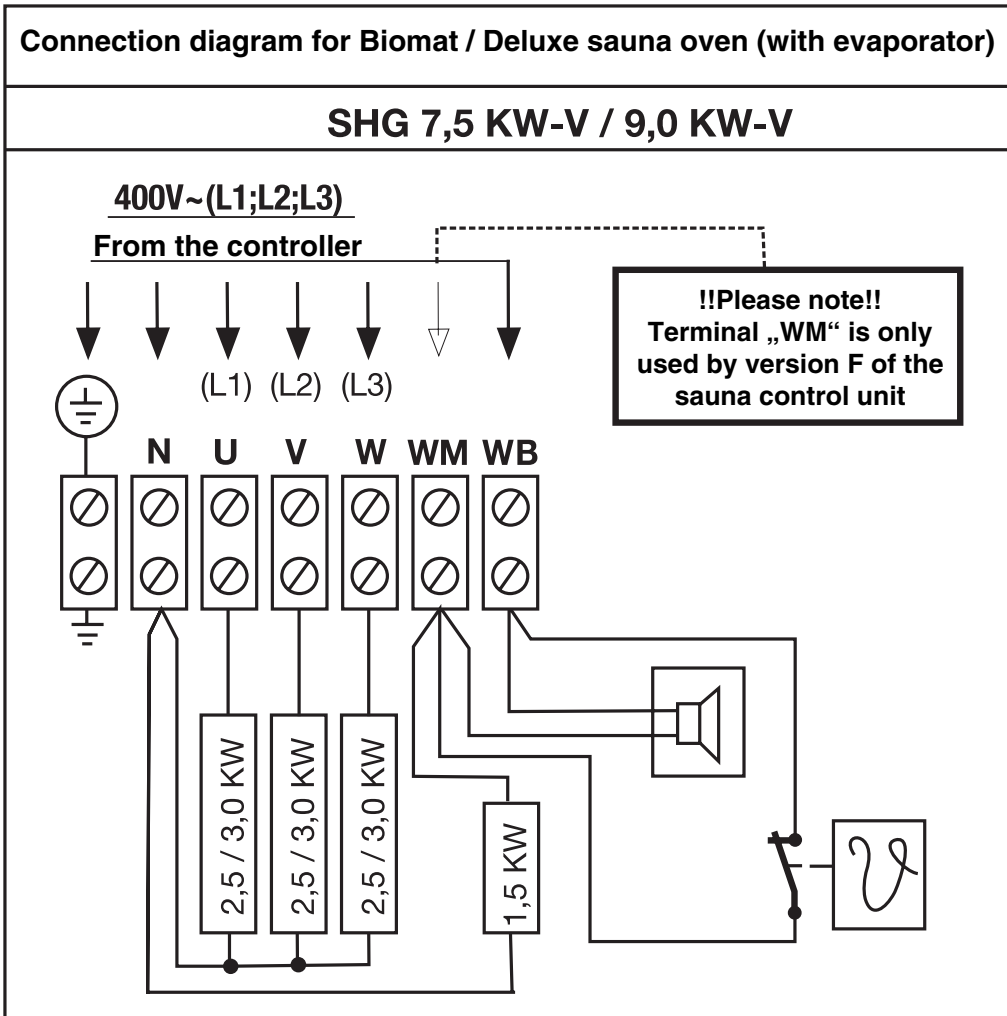 Connection diagram for Biomat / Deluxe sauna oven (with evaporator)
SHG 7,5 KW-V / 9,0 KW-V
400V~(L1;L2;L3)
From the controller
!!Please note!!
Terminal „WM“ is only
used by version F of the
sauna control unit
(L1) (L2) (L3)
N U V W WM WB
2,5 / 3,0 KW
2,5 / 3,0 KW
2,5 / 3,0 KW
1,5 KW
ϑ